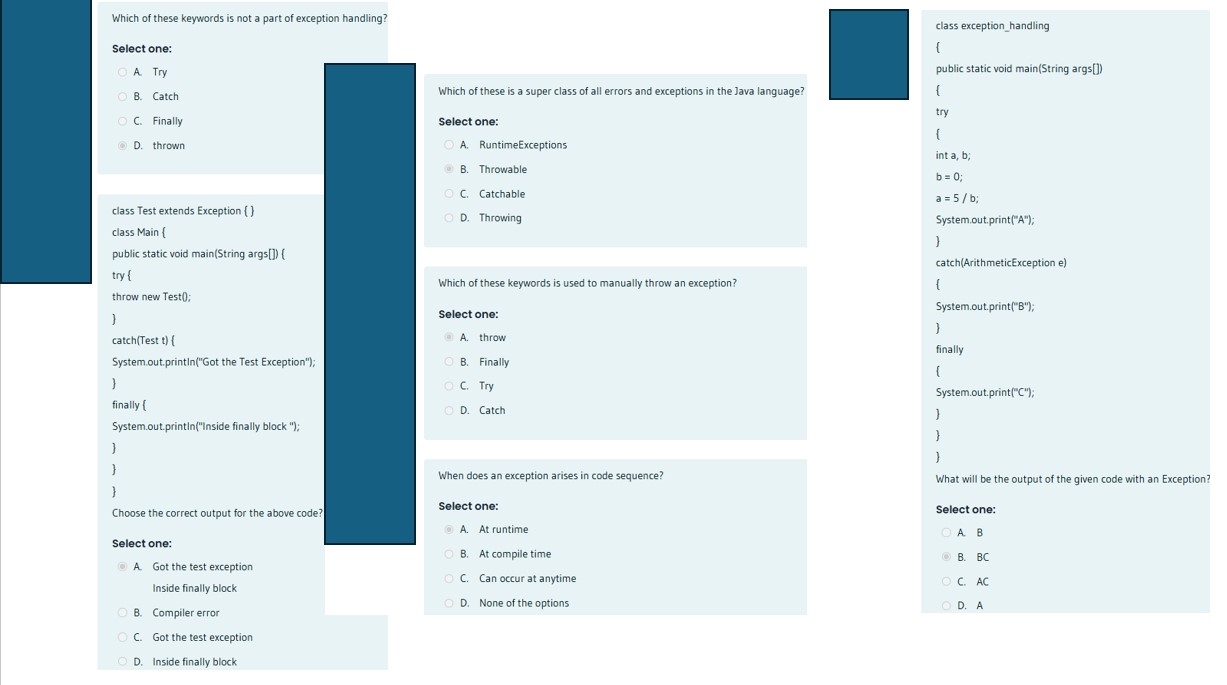 Which of these keywords is not a part of exception handling?
Select one:
A. Try
B. Catch
C. Finally
D. thrown
class Test extends Exception { }
class Main {
public static void main(String args[]) {
try {
throw new Test();
}
catch(Test t) {
System.out.println("Got the Test Exception");
}
finally {
System.out.println("Inside finally block ");
}
}
}
Choose the correct output for the above code?
Select one:
A. Got the test exception
Inside finally block
B. Compiler error
C. Got the test exception
D. Inside finally block
Which of these is a super class of all errors and exceptions in the Java language?
Select one:
A. RuntimeExceptions
B. Throwable
C. Catchable
D. Throwing
Which of these keywords is used to manually throw an exception?
Select one:
A. throw
B. Finally
C. Try
D. Catch
When does an exception arises in code sequence?
Select one:
A. At runtime
B. At compile time
C. Can occur at anytime
D. None of the options
class exception_handling
{
public static void main(String args[])
{
try
{
int a, b;
b = 0;
a = 5 / b;
System.out.print("A");
}
catch(ArithmeticException e)
{
System.out.print("B");
}
finally
{
System.out.print("C");
}
}
}
What will be the output of the given code with an Exception?
Select one:
A. B
B. BC
C. AC
D. A